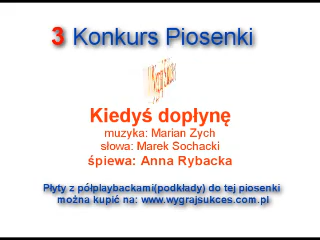 3 Konkurs Piosenki
Kiedyś dopłynę
muzyka: Marian Zych
słowa: Marek Sochacki
śpiewa: Anna Rybacka
Płyty z półplaybackami(podkłady) do tej piosenki
można kupić na: www.wygrajsukces.com.pl